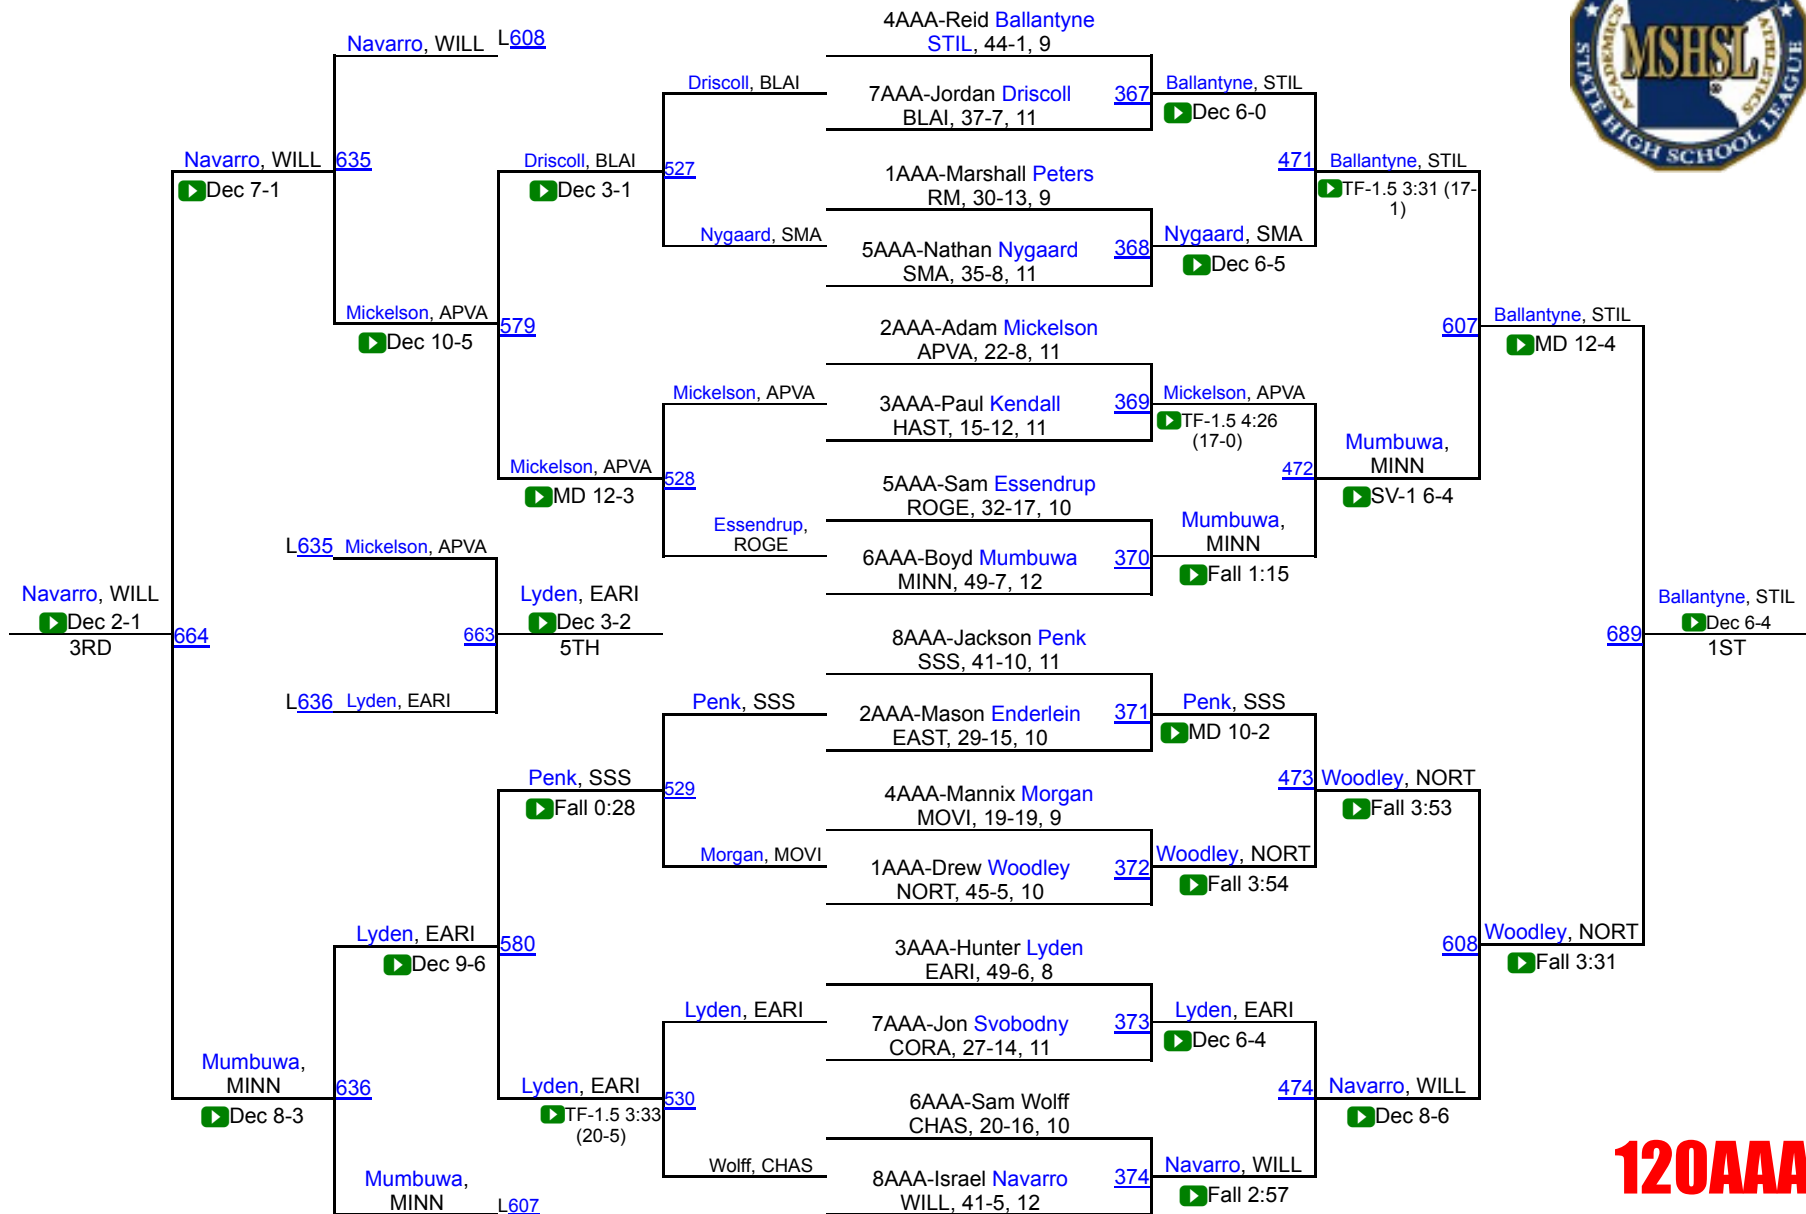 4AAA-Reid Ballantyne
STIL, 44-1, 9
Navarro, WILL L608
Driscoll, BLAI
7AAA-Jordan Driscoll 367
BLAI, 37-7, 11
Ballantyne, STIL
Dec 6-0
MSHSL
ACADEMICS
ATHLETICS
STATE HIGH SCHOOL LEAGUE
Navarro, WILL 635
Dec 7-1
Driscoll, BLAI 527
Dec 3-1
1AAA-Marshall Peters
RM, 30-13, 9
471 Ballantyne, STIL
TF-1.5 3:31 (17-
1)
Nygaard, SMA
5AAA-Nathan Nygaard 368
SMA, 35-8, 11
Nygaard, SMA
Dec 6-5
Mickelson, APVA 579
Dec 10-5
2AAA-Adam Mickelson
APVA, 22-8, 11
607 Ballantyne, STIL
MD 12-4
Mickelson, APVA
3AAA-Paul Kendall 369
HAST, 15-12, 11
Mickelson, APVA
TF-1.5 4:26
(17-0)
Mickelson, APVA 528
MD 12-3
5AAA-Sam Essendrup
ROGE, 32-17, 10
472 Mumbuwa,
MINN
SV-1 6-4
Essendrup,
ROGE
6AAA-Boyd Mumbuwa 370
MINN, 49-7, 12
Mumbuwa,
MINN
Fall 1:15
L635 Mickelson, APVA
Navarro, WILL
Dec 2-1
3RD
664
663
Lyden, EARI
Dec 3-2
5TH
8AAA-Jackson Penk
SSS, 41-10, 11
689
Ballantyne, STIL
Dec 6-4
1ST
L636 Lyden, EARI
Penk, SSS
2AAA-Mason Enderlein 371
EAST, 29-15, 10
Penk, SSS
MD 10-2
Penk, SSS 529
Fall 0:28
4AAA-Mannix Morgan
MOVI, 19-19, 9
473 Woodley, NORT
Fall 3:53
Morgan, MOVI
1AAA-Drew Woodley 372
NORT, 45-5, 10
Woodley, NORT
Fall 3:54
Lyden, EARI 580
Dec 9-6
3AAA-Hunter Lyden
EARI, 49-6, 8
608 Woodley, NORT
Fall 3:31
Lyden, EARI
7AAA-Jon Svobodny 373
CORA, 27-14, 11
Lyden, EARI
Dec 6-4
Mumbuwa,
MINN 636
Dec 8-3
Lyden, EARI 530
TF-1.5 3:33
(20-5)
6AAA-Sam Wolff
CHAS, 20-16, 10
474 Navarro, WILL
Dec 8-6
Mumbuwa,
MINN L607
Wolff, CHAS
8AAA-Israel Navarro 374
WILL, 41-5, 12
Navarro, WILL
Fall 2:57
120AAA